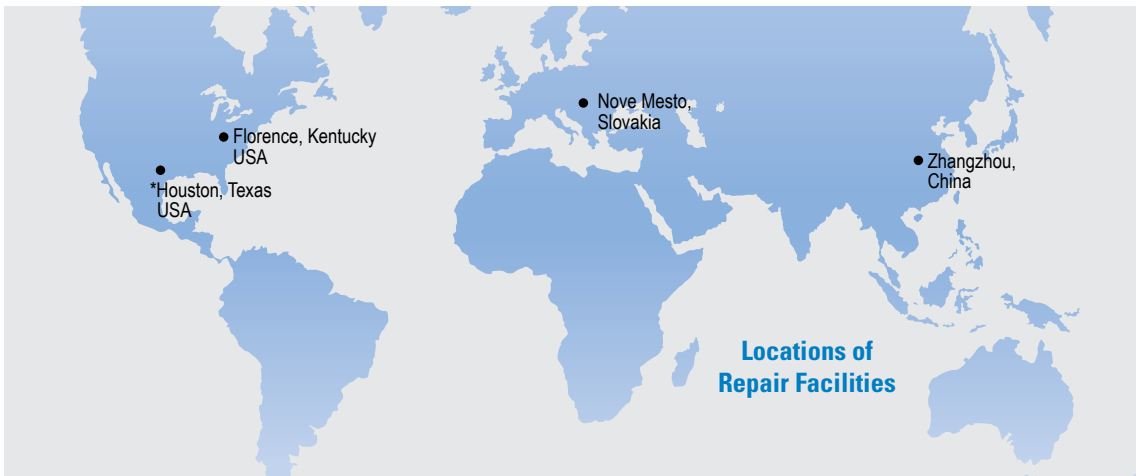 Nove Mesto,
Slovakia
Florence, Kentucky
USA
Zhangzhou,
China
*Houston, Texas
USA
Locations of
Repair Facilities